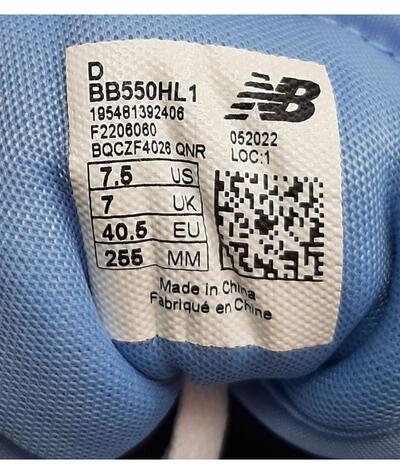 D
BB550HL1
195481392406
F2206060
BQCZF4026 QNR
NB
052022
LOC:1
7.5 US
7 UK
40.5 EU
255 MM
Made in China
Fabriqué en Chine